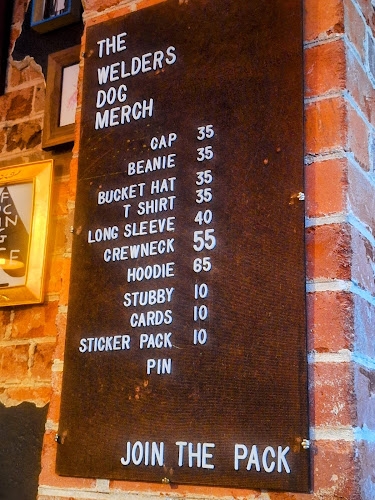 THE
WELDERS
DOG
MERCH
CAP 35
BEANIE 35
BUCKET HAT 35
T SHIRT 35
LONG SLEEVE 40
CREWNECK 55
HOODIE 65
STUBBY 10
CARDS 10
STICKER PACK 10
PIN
JOIN THE PACK